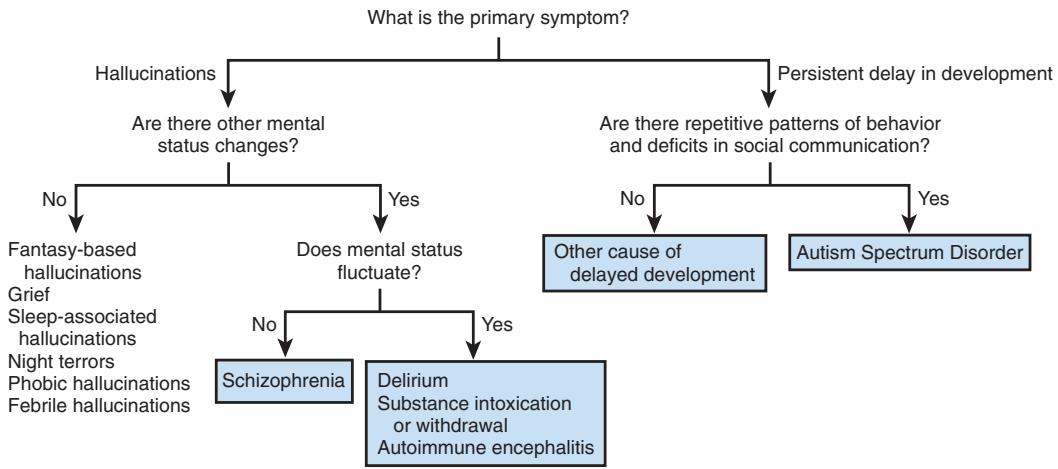 What is the primary symptom?
Hallucinations
Persistent delay in development
Are there other mental
status changes?
Are there repetitive patterns of behavior
and deficits in social communication?
No
Yes
No
Yes
Fantasy-based
hallucinations
Grief
Sleep-associated
hallucinations
Night terrors
Phobic hallucinations
Febrile hallucinations
Does mental status
fluctuate?
Other cause of
delayed development
Autism Spectrum Disorder
No
Yes
Schizophrenia
Delirium
Substance intoxication
or withdrawal
Autoimmune encephalitis